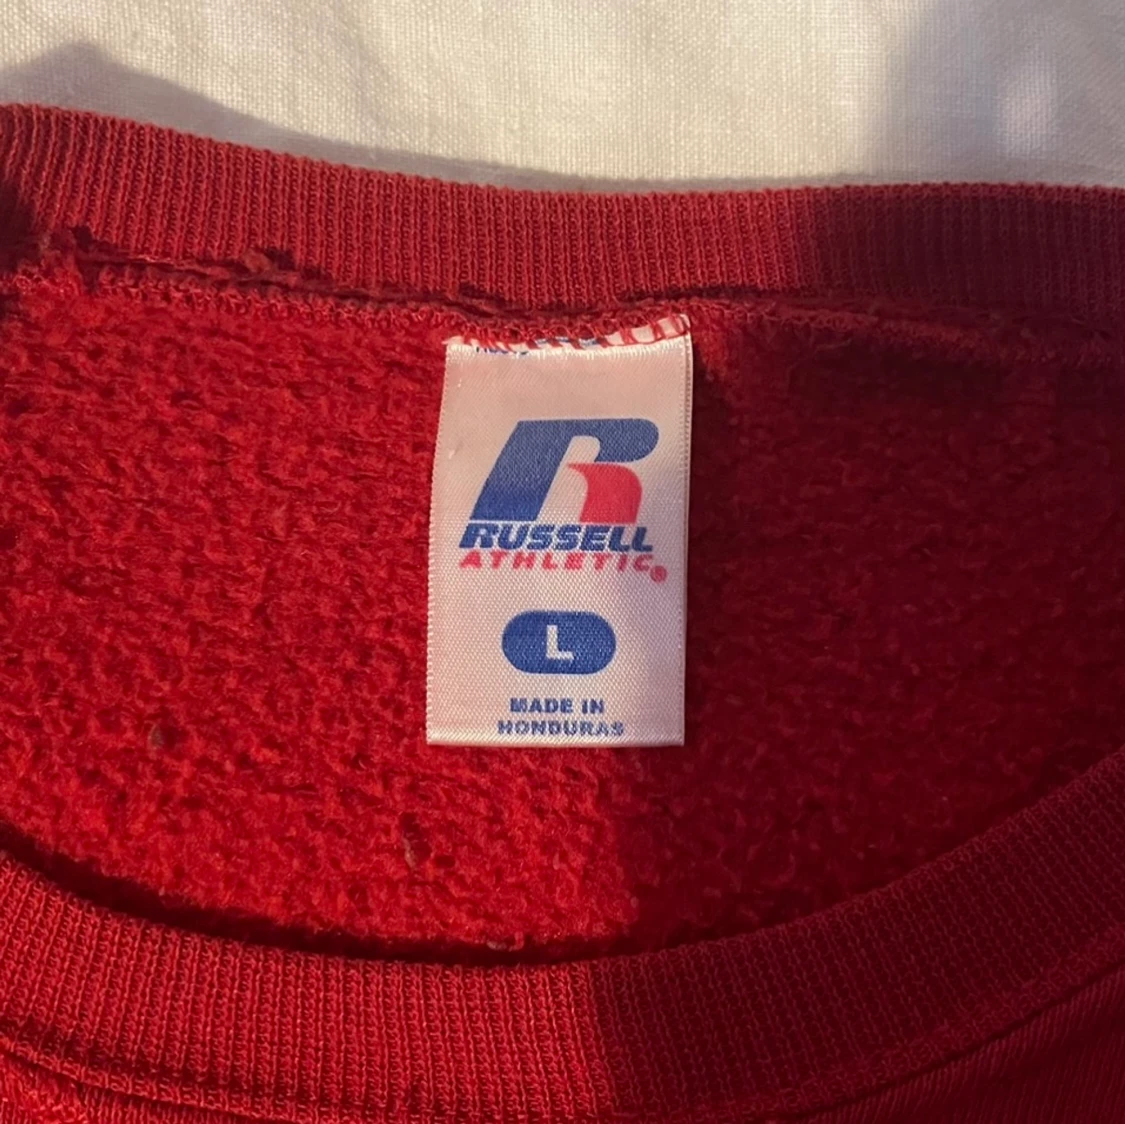 RUSSELL
ATHLETIC®
L
MADE IN
HONDURAS